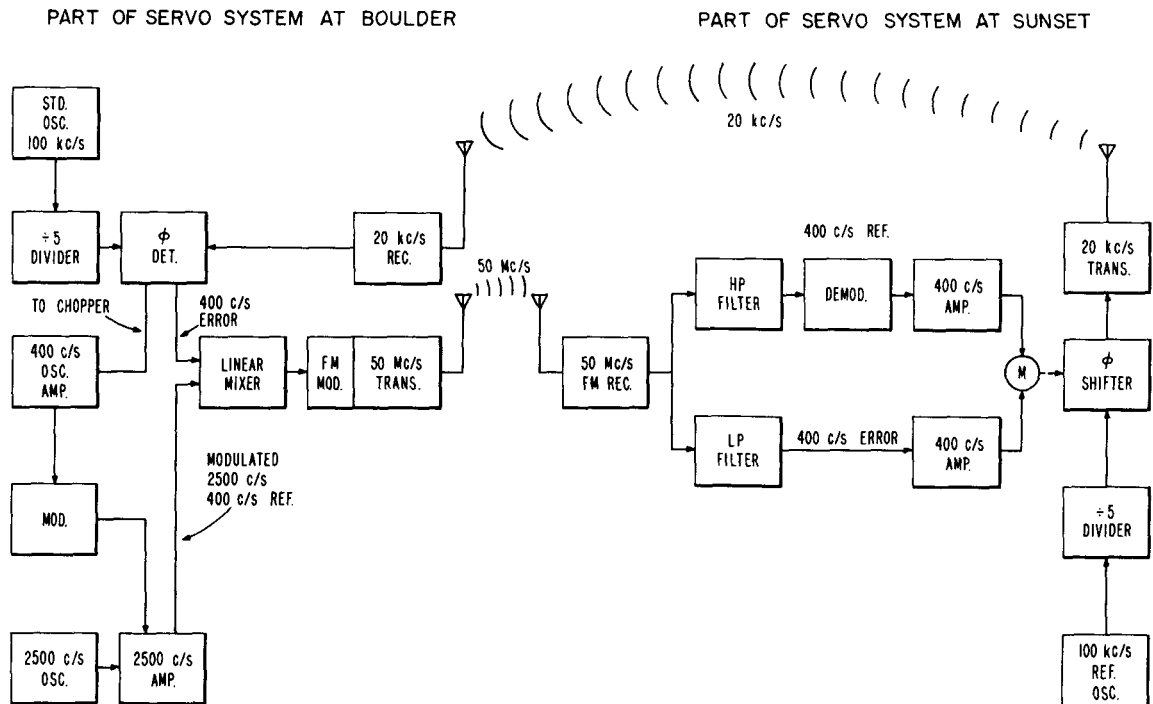 PART OF SERVO SYSTEM AT BOULDER
PART OF SERVO SYSTEM AT SUNSET
STD.
OSC.
100 kc/s
20 kc/s
÷5
DIVIDER
ϕ
DET.
20 kc/s
REC.
50 Mc/s
400 c/s REF.
HP
FILTER
DEMOD.
400 c/s
AMP.
20 kc/s
TRANS.
TO CHOPPER
400 c/s
ERROR
400 c/s
OSC.
AMP.
LINEAR
MIXER
FM
MOD.
50 Mc/s
TRANS.
50 Mc/s
FM REC.
M
ϕ
SHIFTER
LP
FILTER
400 c/s ERROR
400 c/s
AMP.
MODULATED
2500 c/s
400 c/s REF.
MOD.
÷5
DIVIDER
2500 c/s
OSC.
2500 c/s
AMP.
100 kc/s
REF.
OSC.